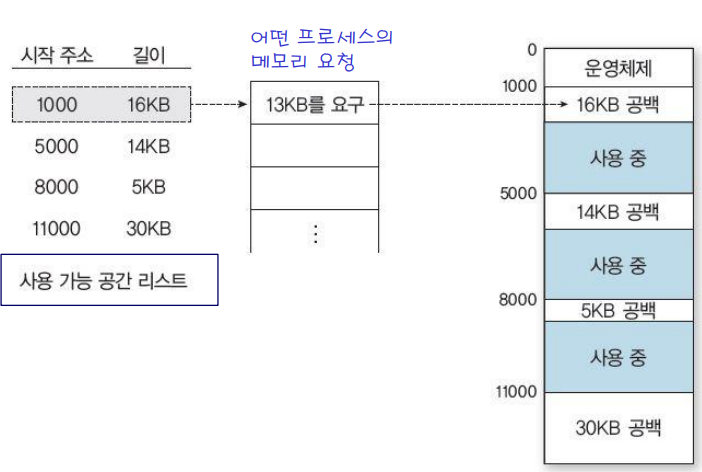 시작 주소 길이
1000 16KB
5000 14KB
8000 5KB
11000 30KB
사용 가능 공간 리스트
어떤 프로세스의
메모리 요청
13KB를 요구
⋮
0
운영체제
1000
16KB 공백
사용 중
5000
14KB 공백
사용 중
8000
5KB 공백
사용 중
11000
30KB 공백